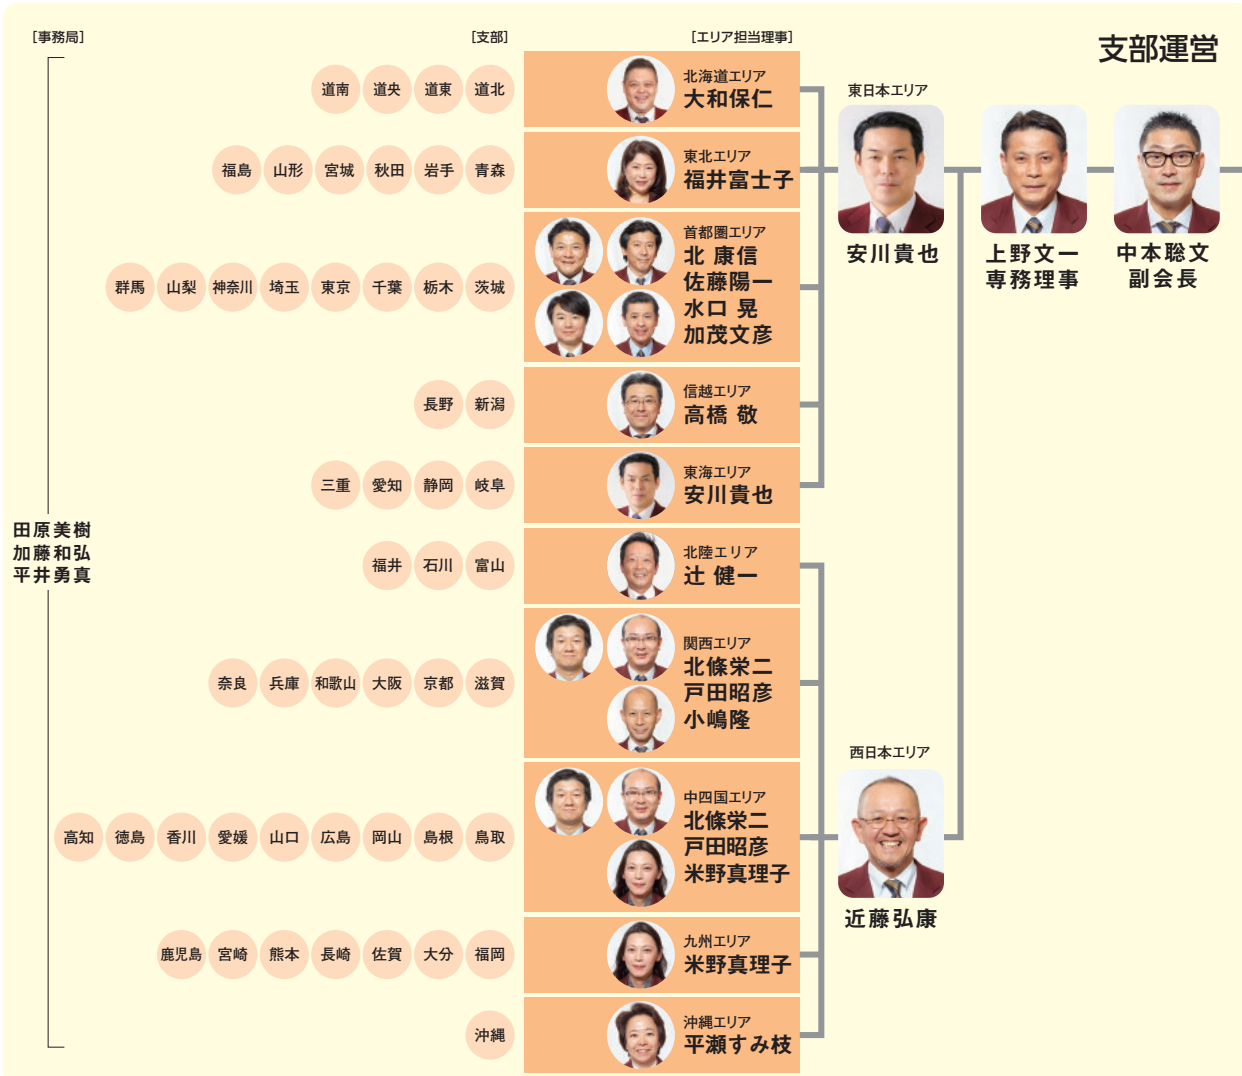 支部運営
[事務局]
[支部]
[エリア担当理事]
田原美樹
加藤和弘
平井勇真
道南 道央 道東 道北
北海道エリア
大和保仁
福島 山形 宮城 秋田 岩手 青森
東北エリア
福井富士子
群馬 山梨 神奈川 埼玉 東京 千葉 栃木 茨城
首都圏エリア
北 康信
佐藤陽一
水口 晃
加茂文彦
長野 新潟
信越エリア
高橋 敬
三重 愛知 静岡 岐阜
東海エリア
安川貴也
福井 石川 富山
北陸エリア
辻 健一
奈良 兵庫 和歌山 大阪 京都 滋賀
関西エリア
北條栄二
戸田昭彦
小嶋隆
高知 徳島 香川 愛媛 山口 広島 岡山 島根 鳥取
中四国エリア
北條栄二
戸田昭彦
米野真理子
鹿児島 宮崎 熊本 長崎 佐賀 大分 福岡
九州エリア
米野真理子
沖縄
沖縄エリア
平瀬すみ枝
東日本エリア
安川貴也
西日本エリア
近藤弘康
上野文一
専務理事
中本聡文
副会長